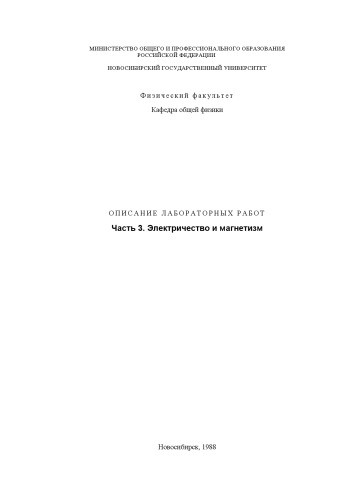 МИНИСТЕРСТВО ОБЩЕГО И ПРОФЕССИОНАЛЬНОГО ОБРАЗОВАНИЯ
РОССИЙСКОЙ ФЕДЕРАЦИИ
НОВОСИБИРСКИЙ ГОСУДАРСТВЕННЫЙ УНИВЕРСИТЕТ
Физический факультет
Кафедра общей физики
ОПИСАНИЕ ЛАБОРАТОРНЫХ РАБОТ
Часть 3. Электричество и магнетизм
Новосибирск, 1988